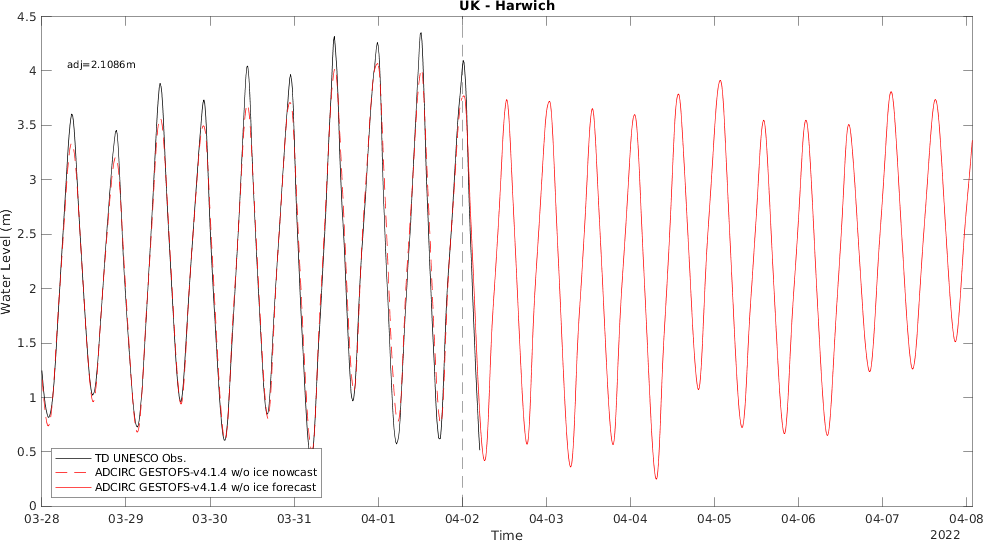 UK - Harwich
adj=2.1086m
Water Level (m)
4.5
4
3.5
3
2.5
2
1.5
1
0.5
0
TD UNESCO Obs.
ADCIRC GESTOFS-v4.1.4 w/o ice nowcast
ADCIRC GESTOFS-v4.1.4 w/o ice forecast
03-28 03-29 03-30 03-31 04-01 04-02 04-03 04-04 04-05 04-06 04-07 04-08
Time
2022